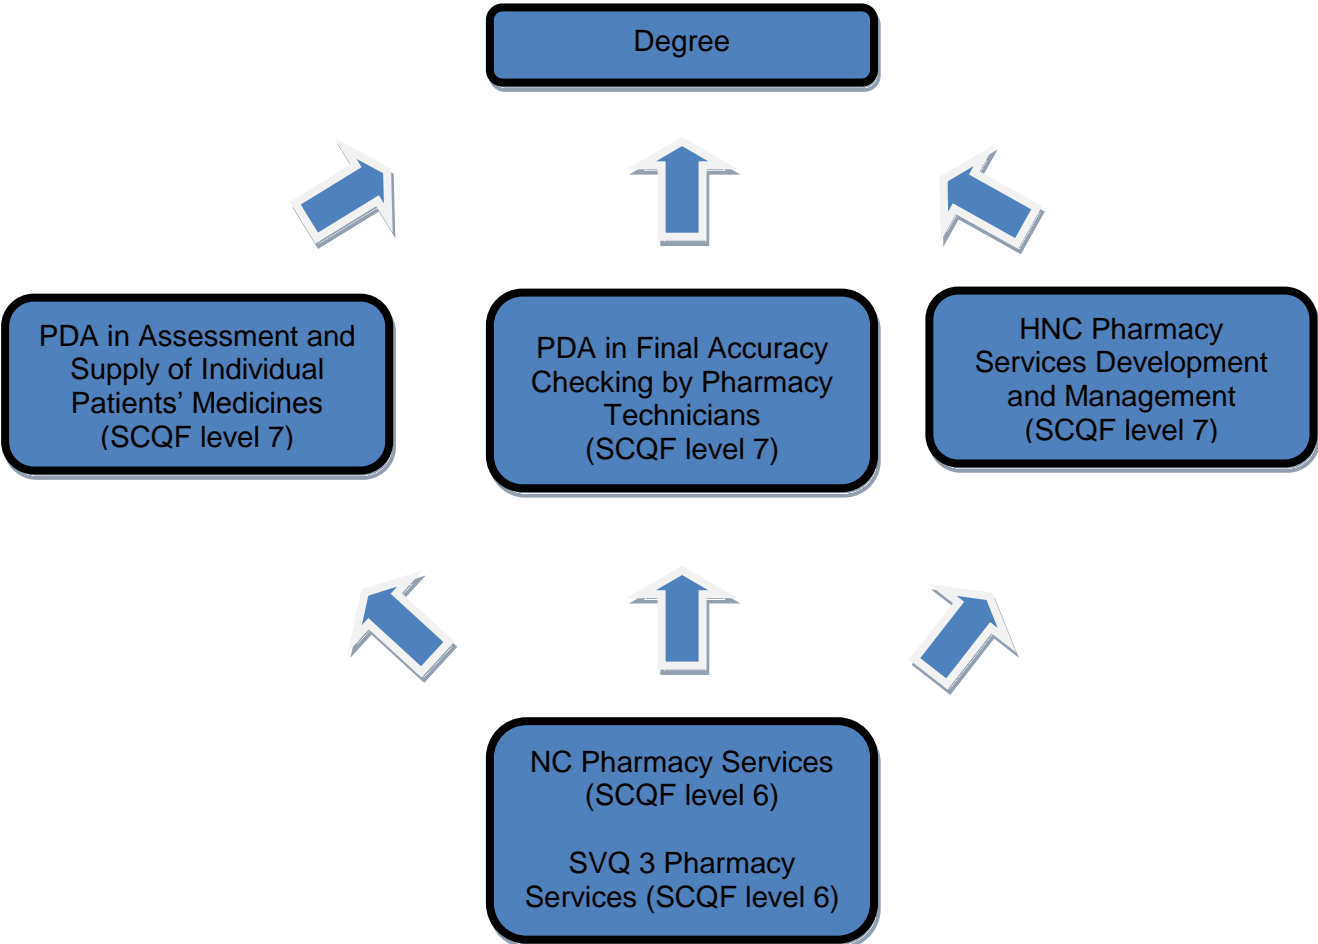 Degree
PDA in Assessment and
Supply of Individual
Patients’ Medicines
(SCQF level 7)
PDA in Final Accuracy
Checking by Pharmacy
Technicians
(SCQF level 7)
HNC Pharmacy
Services Development
and Management
(SCQF level 7)
NC Pharmacy Services
(SCQF level 6)
SVQ 3 Pharmacy
Services (SCQF level 6)